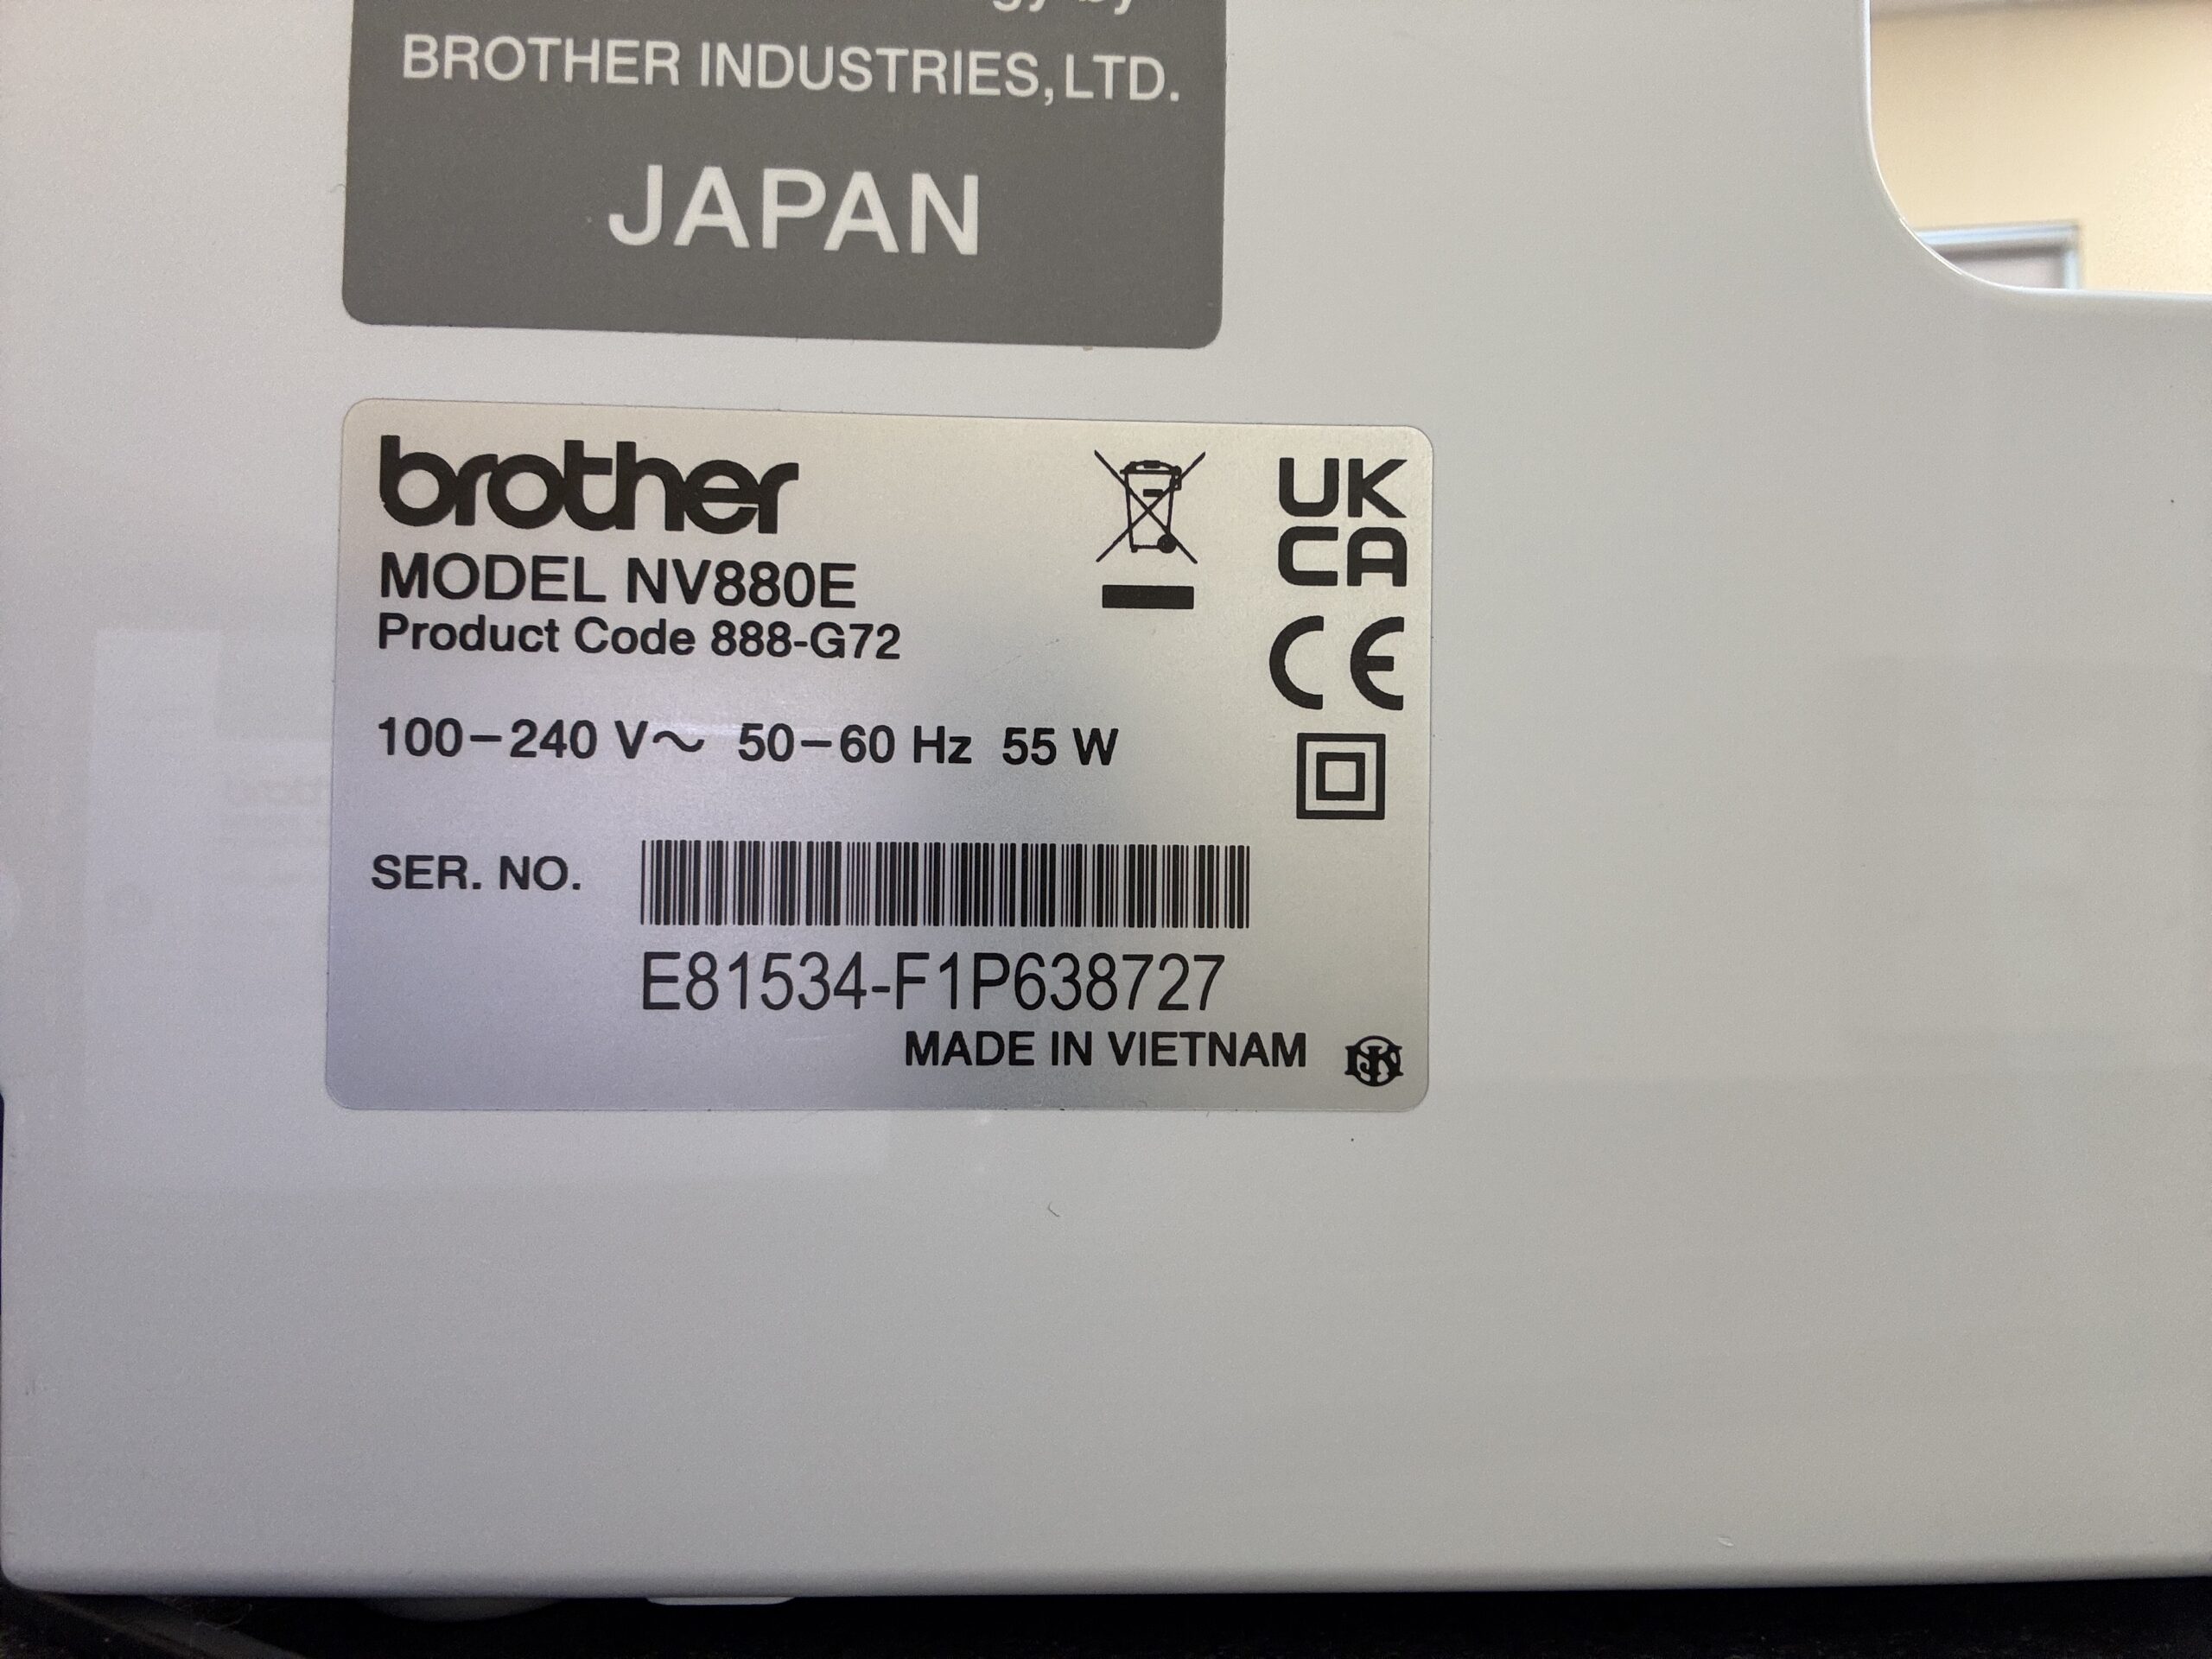 BROTHER INDUSTRIES, LTD.
JAPAN
brother
MODEL NV880E
Product Code 888-G72
100-240 V~ 50-60 Hz 55 W
UK
CA
CE
SER. NO.
E81534-F1P638727
MADE IN VIETNAM